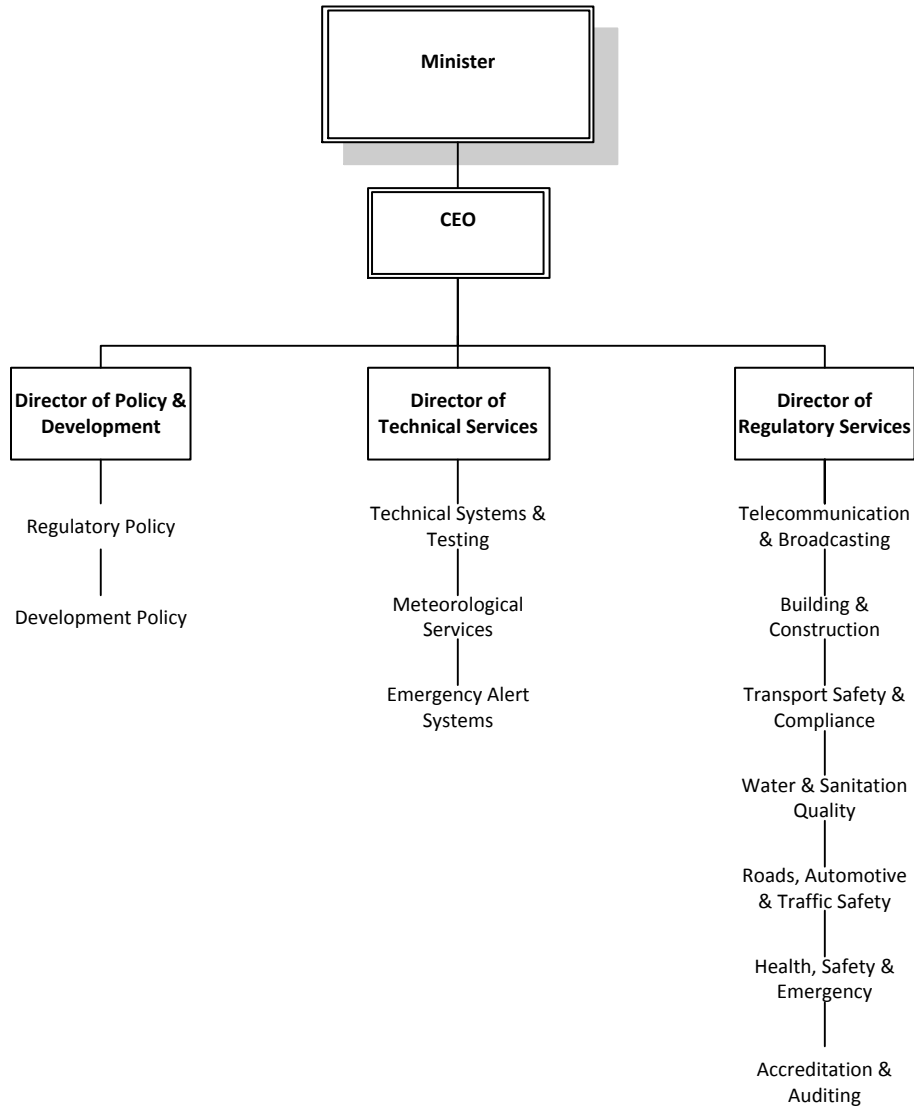 Minister
CEO
Director of Policy &
Development
Director of
Technical Services
Director of
Regulatory Services
Regulatory Policy
Development Policy
Technical Systems &
Testing
Meteorological
Services
Emergency Alert
Systems
Telecommunication
& Broadcasting
Building &
Construction
Transport Safety &
Compliance
Water & Sanitation
Quality
Roads, Automotive
& Traffic Safety
Health, Safety &
Emergency
Accreditation &
Auditing